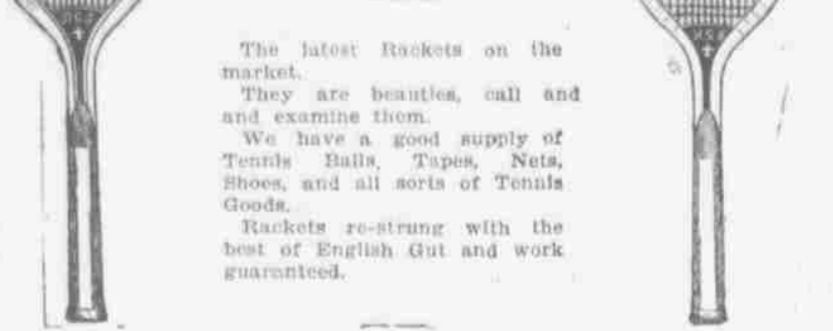 The latest Rackets on the
market.
They are beauties, call and
and examine them.
We have a good supply of
Tennis Balls, Tapes, Nets,
Shoes, and all sorts of Tennis
Goods.
Rackets re-strung with the
best of English Gut and work
guaranteed.